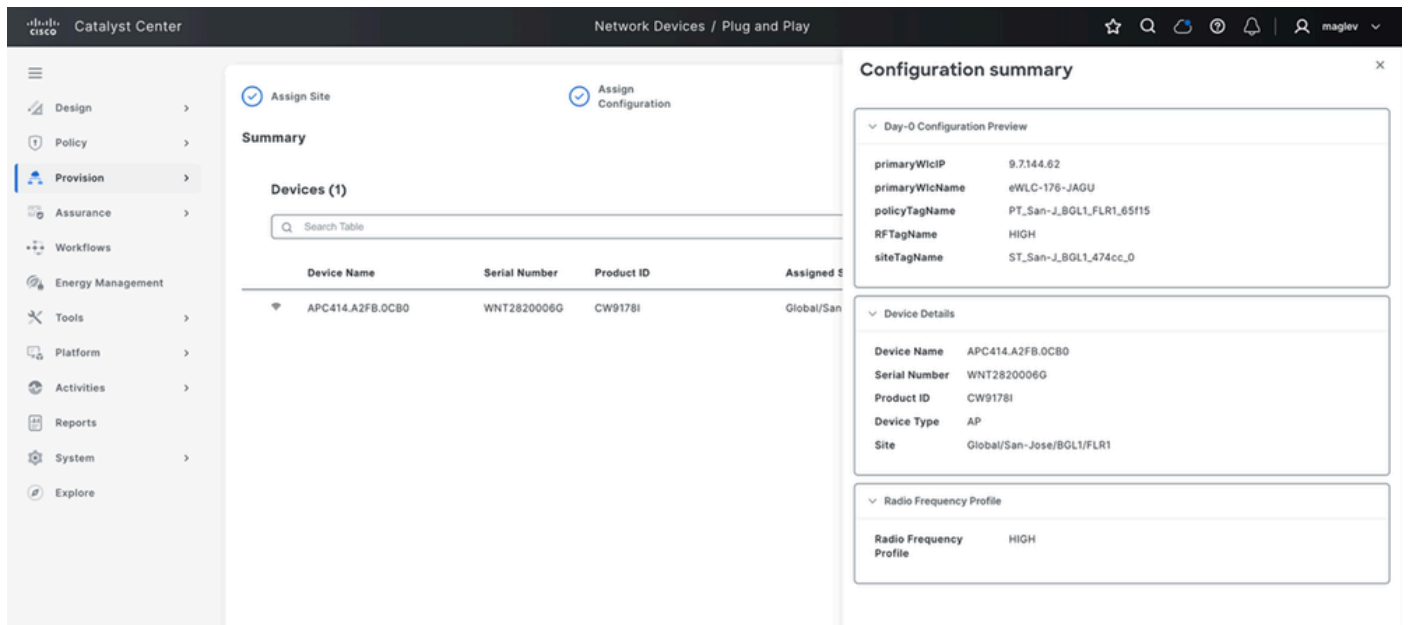 CISCO Catalyst Center
Network Devices / Plug and Play
maglev
Design
Policy
Provision
Assurance
Workflows
Energy Management
Tools
Platform
Activities
Reports
System
Explore
Assign Site
Assign
Configuration
Summary
Devices (1)
Search Table
Device Name Serial Number Product ID Assigned S
APC414.A2FB.0CB0 WNT2820006G CW9178I Global/San
Configuration summary
Day-0 Configuration Preview
primaryWlcIP 9.7.144.62
primaryWlcName eWLC-176-JAGU
policyTagName PT_San-J_BGL1_FLR1_65f15
RFTagName HIGH
siteTagName ST_San-J_BGL1_474cc_0
Device Details
Device Name APC414.A2FB.0CB0
Serial Number WNT2820006G
Product ID CW9178I
Device Type AP
Site Global/San-Jose/BGL1/FLR1
Radio Frequency Profile
Radio Frequency HIGH
Profile